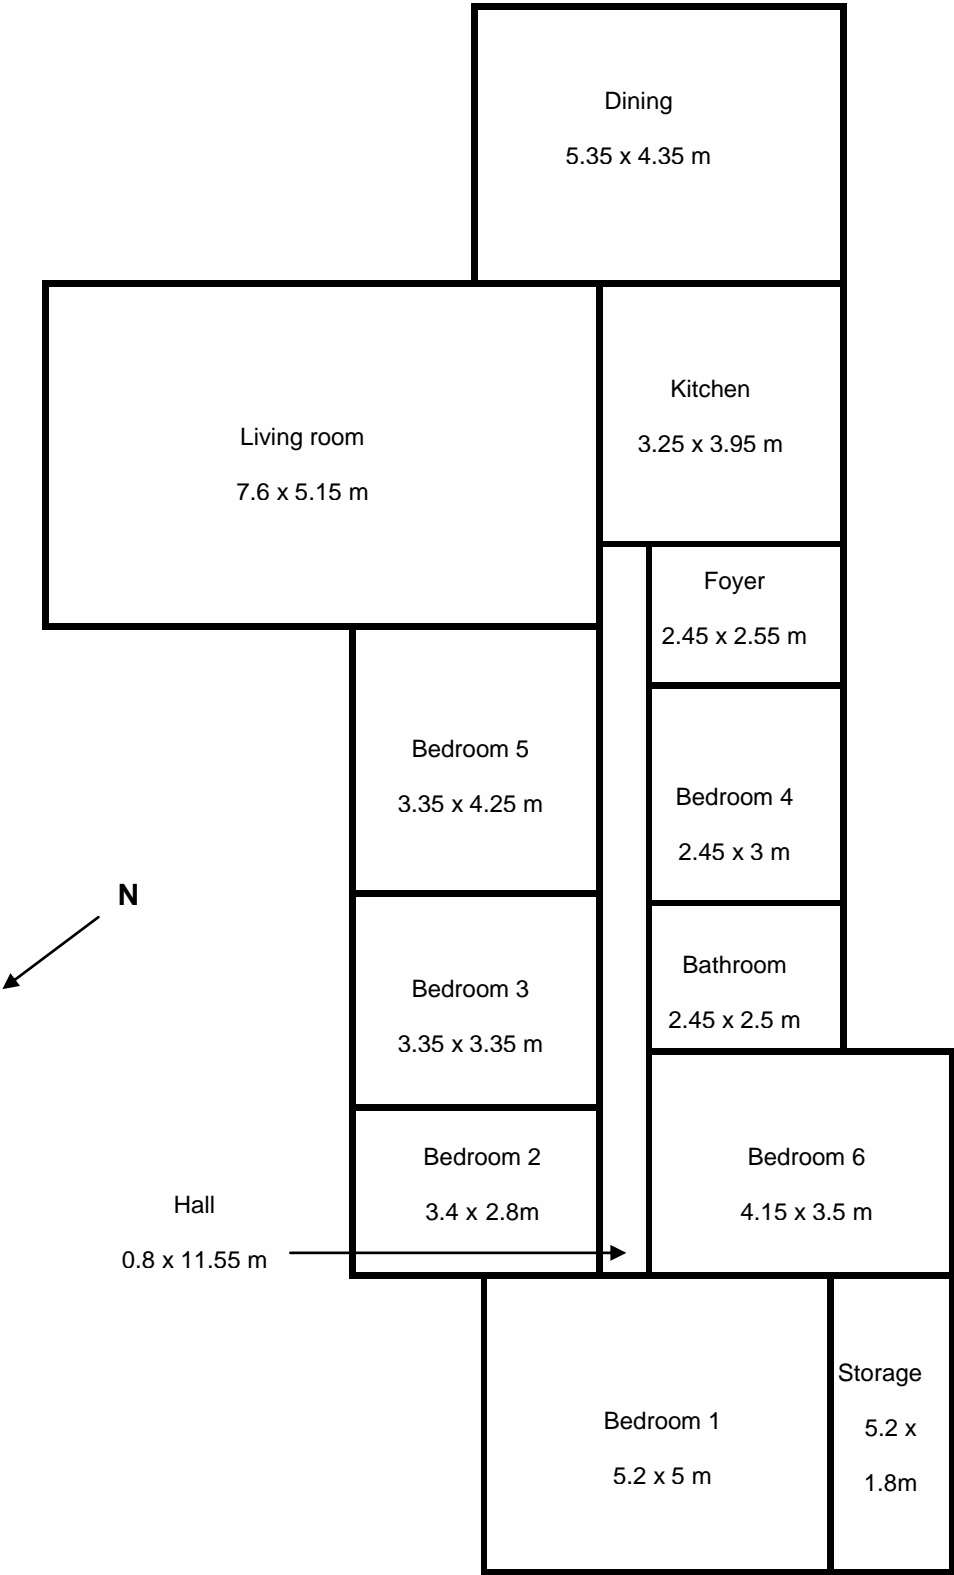 Dining
5.35 x 4.35 m
Kitchen
3.25 x 3.95 m
Living room
7.6 x 5.15 m
Foyer
2.45 x 2.55 m
Bedroom 5
3.35 x 4.25 m
Bedroom 4
2.45 x 3 m
N
Bathroom
2.45 x 2.5 m
Bedroom 3
3.35 x 3.35 m
Bedroom 2
3.4 x 2.8m
Bedroom 6
4.15 x 3.5 m
Hall
0.8 x 11.55 m
Storage
5.2 x
1.8m
Bedroom 1
5.2 x 5 m